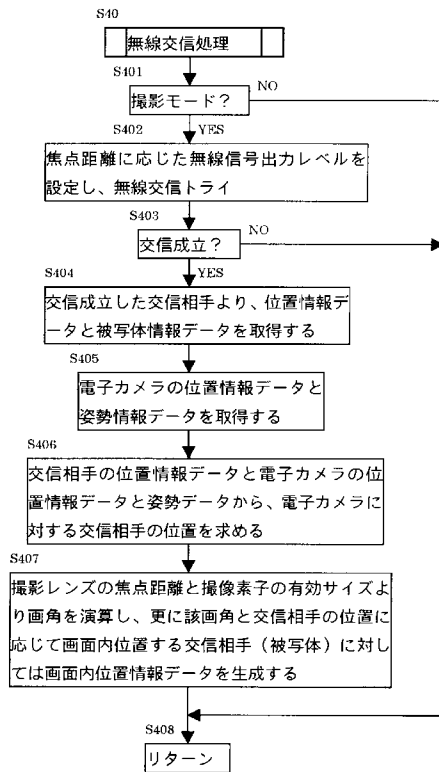 S40
無線交信処理
S401
撮影モード?
NO
S402
YES
焦点距離に応じた無線信号出力レベルを
設定し、無線交信トライ
S403
交信成立?
NO
S404
YES
交信成立した交信相手より、位置情報デ
ータと被写体情報データを取得する
S405
電子カメラの位置情報データと
姿勢情報データを取得する
S406
交信相手の位置情報データと電子カメラの位
置情報データと姿勢データから、電子カメラに
対する交信相手の位置を求める
S407
撮影レンズの焦点距離と撮像素子の有効サイズよ
り画角を演算し、更に該画角と交信相手の位置に
応じて画面内位置する交信相手（被写体）に対し
ては画面内位置情報データを生成する
S408
リターン